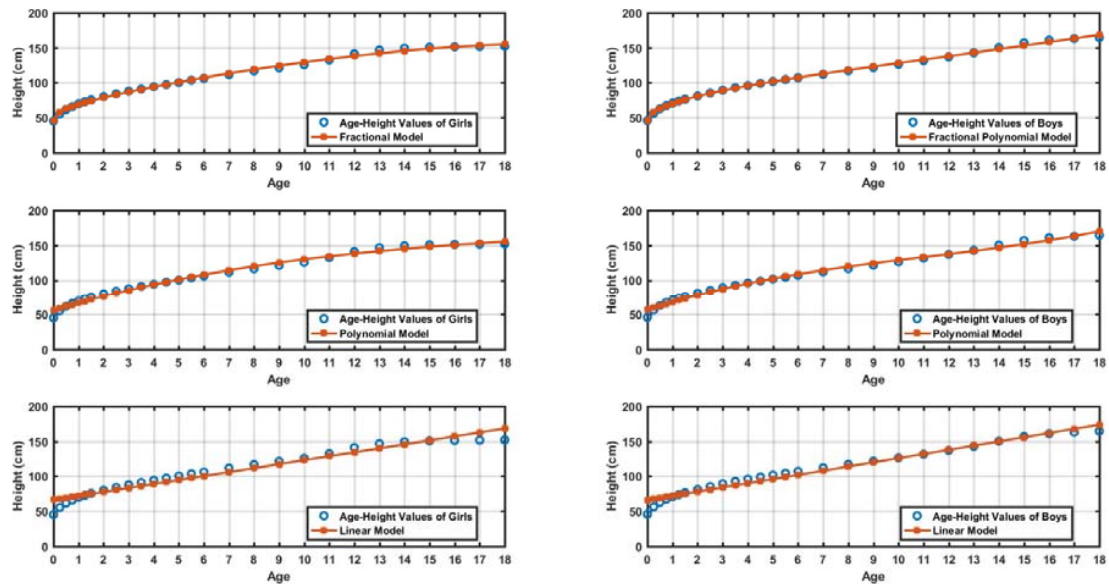 200
150
100
50
0
Height (cm)
Age-Height Values of Girls
Fractional Model
0 1 2 3 4 5 6 7 8 9 10 11 12 13 14 15 16 17 18
Age
200
150
100
50
0
Height (cm)
Age-Height Values of Boys
Fractional Polynomial Model
0 1 2 3 4 5 6 7 8 9 10 11 12 13 14 15 16 17 18
Age
200
150
100
50
0
Height (cm)
Age-Height Values of Girls
Polynomial Model
0 1 2 3 4 5 6 7 8 9 10 11 12 13 14 15 16 17 18
Age
200
150
100
50
0
Height (cm)
Age-Height Values of Boys
Polynomial Model
0 1 2 3 4 5 6 7 8 9 10 11 12 13 14 15 16 17 18
Age
200
150
100
50
0
Height (cm)
Age-Height Values of Girls
Linear Model
0 1 2 3 4 5 6 7 8 9 10 11 12 13 14 15 16 17 18
Age
200
150
100
50
0
Height (cm)
Age-Height Values of Boys
Linear Model
0 1 2 3 4 5 6 7 8 9 10 11 12 13 14 15 16 17 18
Age